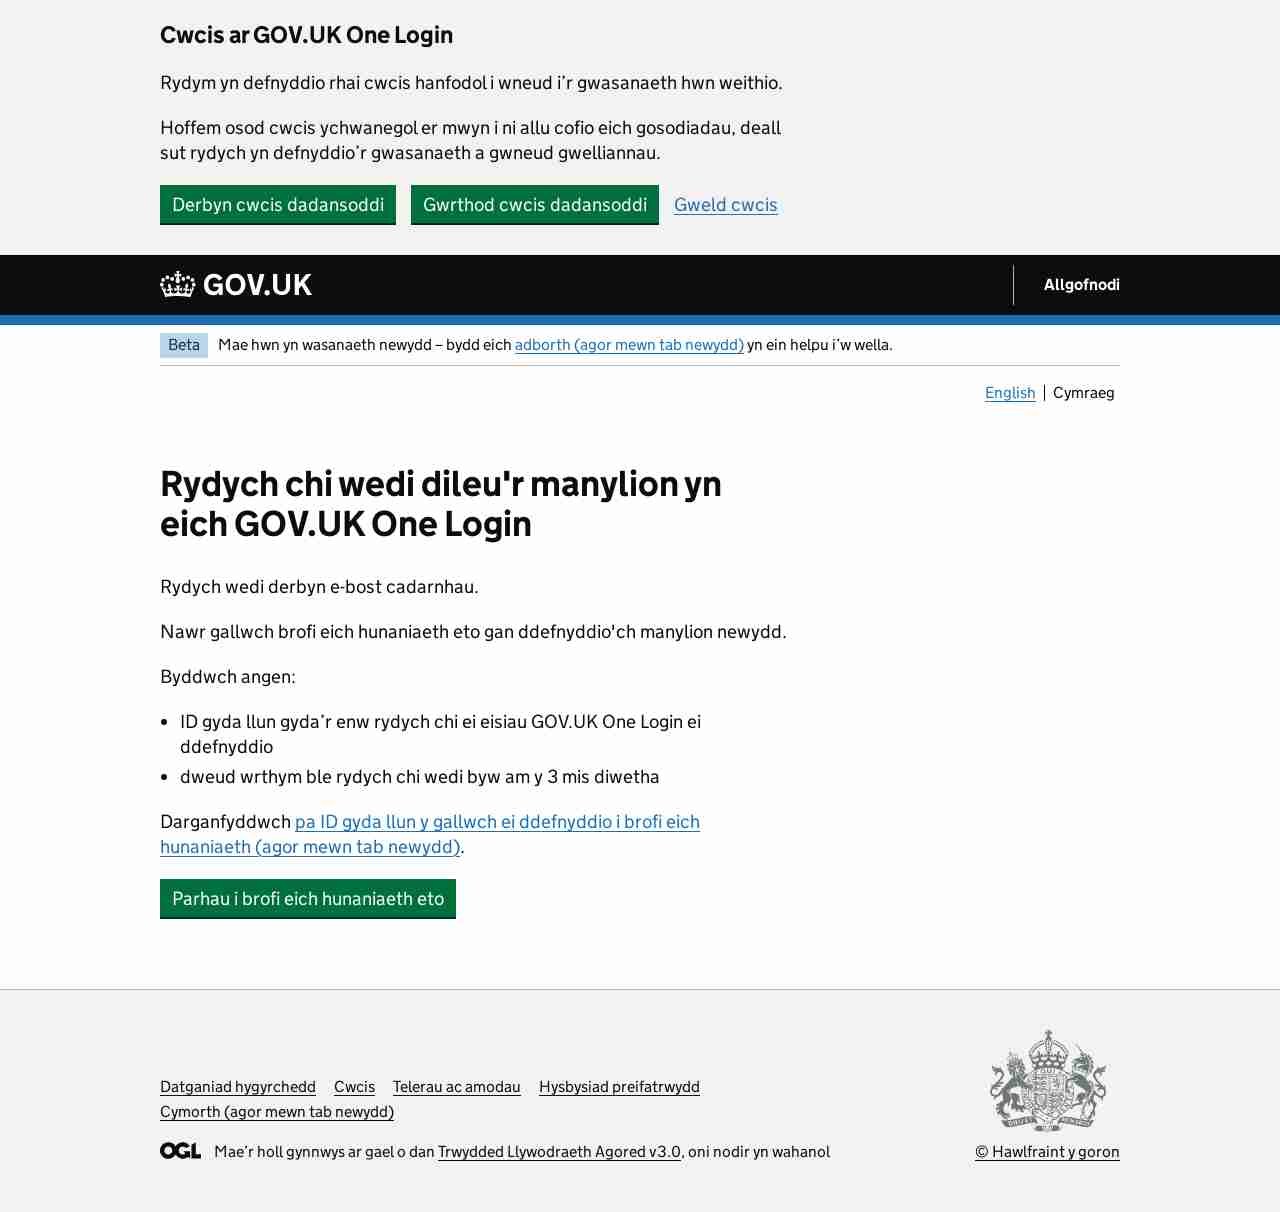 Cwcis ar GOV.UK One Login
Rydym yn defnyddio rhai cwcis hanfodol i wneud i’r gwasanaeth hwn weithio.
Hoffem osod cwcis ychwanegol er mwyn i ni allu cofio eich gosodiadau, deall
sut rydych yn defnyddio’r gwasanaeth a gwneud gwelliannau.
Derbyn cwcis dadansoddi Gwrthod cwcis dadansoddi Gweld cwcis
GOV.UK Allgofnodi
Beta Mae hwn yn wasanaeth newydd – bydd eich adborth (agor mewn tab newydd) yn ein helpu i’w wella.
English Cymraeg
Rydych chi wedi dileu'r manylion yn
eich GOV.UK One Login
Rydych wedi derbyn e-bost cadarnhau.
Nawr gallwch brofi eich hunaniaeth eto gan ddefnyddio'ch manylion newydd.
Byddwch angen:
• ID gyda llun gyda’r enw rydych chi ei eisiau GOV.UK One Login ei
ddefnyddio
• dweud wrthym ble rydych chi wedi byw am y 3 mis diwetha
Darganfyddwch pa ID gyda llun y gallwch ei ddefnyddio i brofi eich
hunaniaeth (agor mewn tab newydd).
Parhau i brofi eich hunaniaeth eto
Datganiad hygyrchedd Cwcis Telerau ac amodau Hysbysiad preifatrwydd
Cymorth (agor mewn tab newydd)
OGL Mae’r holl gynnwys ar gael o dan Trwydded Llywodraeth Agored v3.0, oni nodir yn wahanol
© Hawlfraint y goron